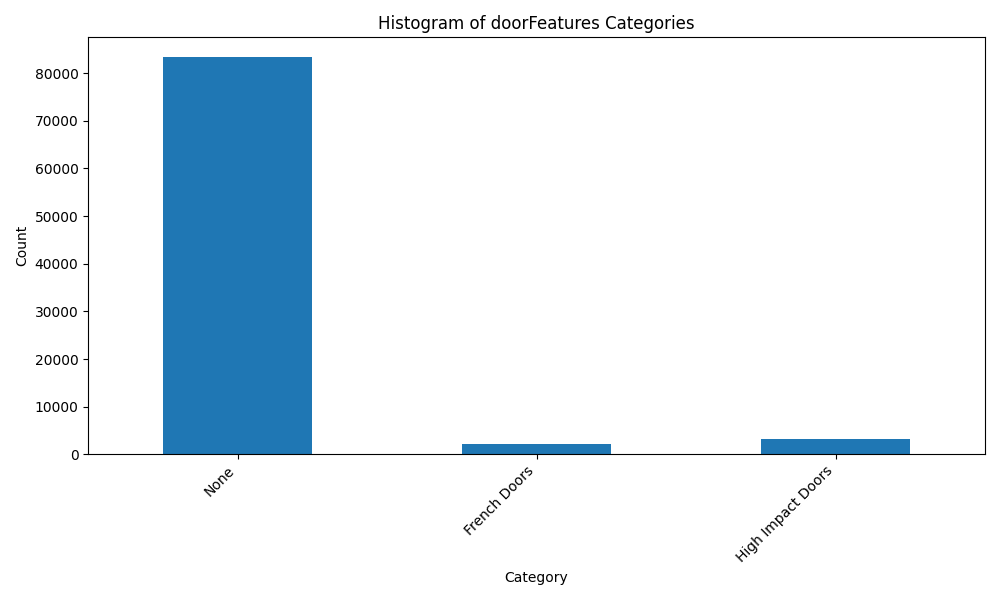 Histogram of doorFeatures Categories
Count
80000
70000
60000
50000
40000
30000
20000
10000
0
None
French Doors
High Impact Doors
Category